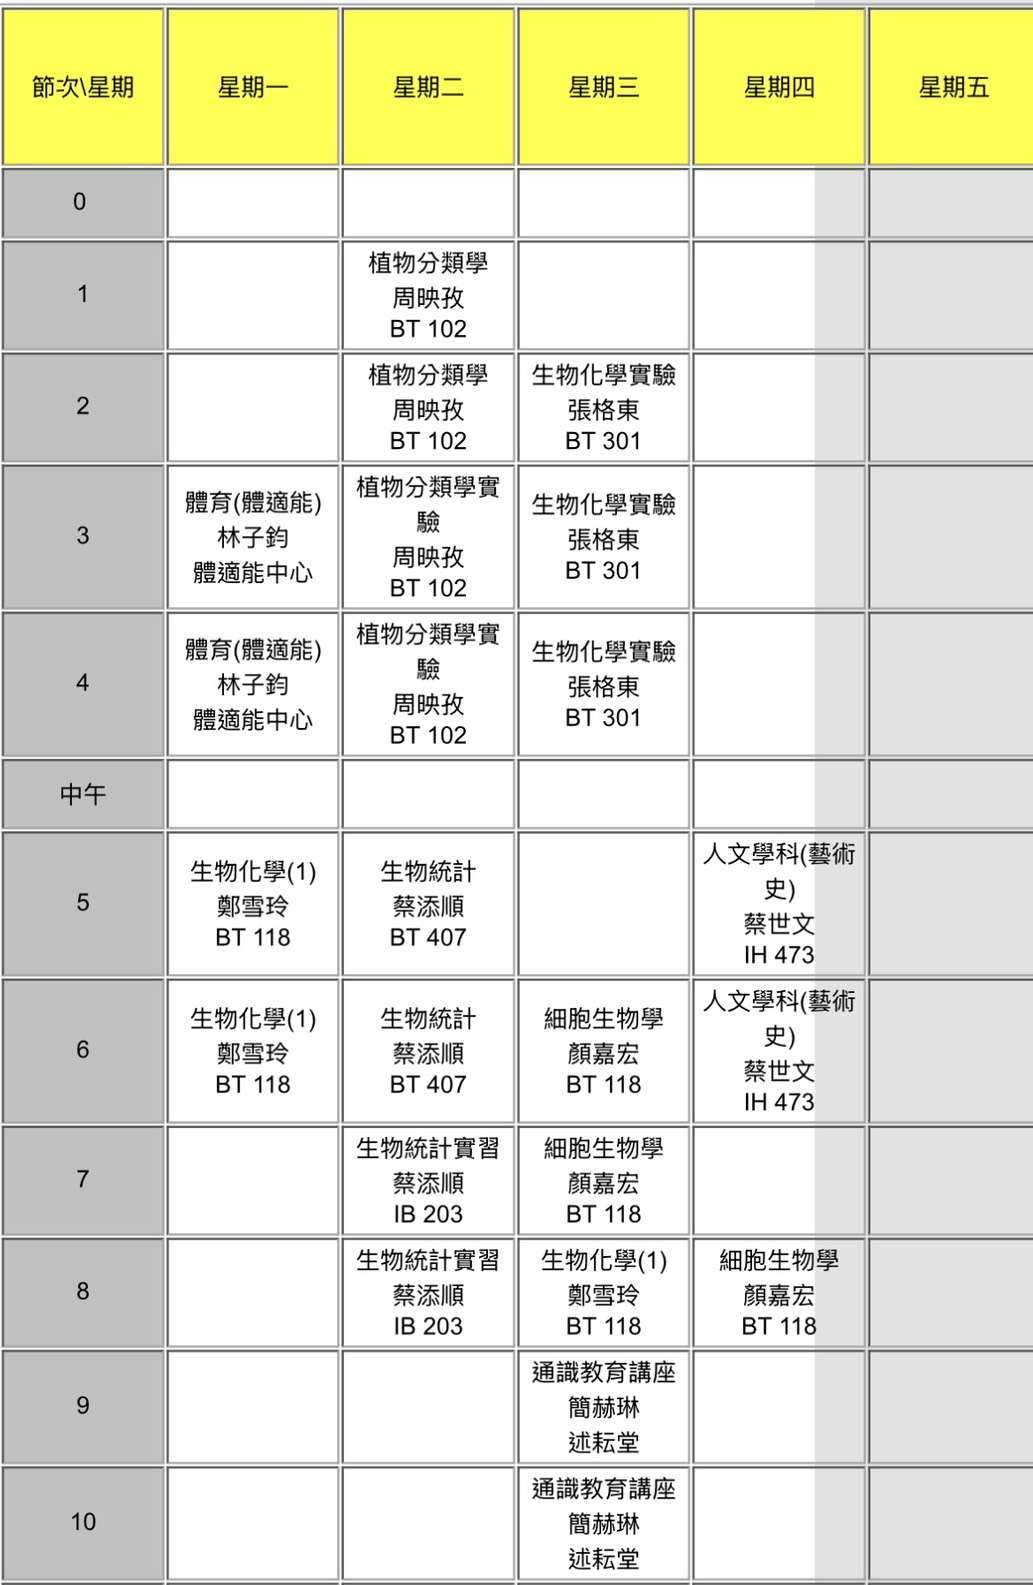 節次\星期 星期一 星期二 星期三 星期四 星期五
0
1
植物分類學
周映孜
BT 102
2
植物分類學
周映孜
BT 102
生物化學實驗
張格東
BT 301
3
體育(體適能)
林子鈞
體適能中心
植物分類學實
驗
周映孜
BT 102
生物化學實驗
張格東
BT 301
4
體育(體適能)
林子鈞
體適能中心
植物分類學實
驗
周映孜
BT 102
生物化學實驗
張格東
BT 301
中午
5
生物化學(1)
鄭雪玲
BT 118
生物統計
蔡添順
BT 407
人文學科(藝術
史)
蔡世文
IH 473
6
生物化學(1)
鄭雪玲
BT 118
生物統計
蔡添順
BT 407
細胞生物學
顏嘉宏
BT 118
人文學科(藝術
史)
蔡世文
IH 473
7
生物統計實習
蔡添順
IB 203
細胞生物學
顏嘉宏
BT 118
8
生物統計實習
蔡添順
IB 203
生物化學(1)
鄭雪玲
BT 118
細胞生物學
顏嘉宏
BT 118
9
通識教育講座
簡赫琳
述耘堂
10
通識教育講座
簡赫琳
述耘堂